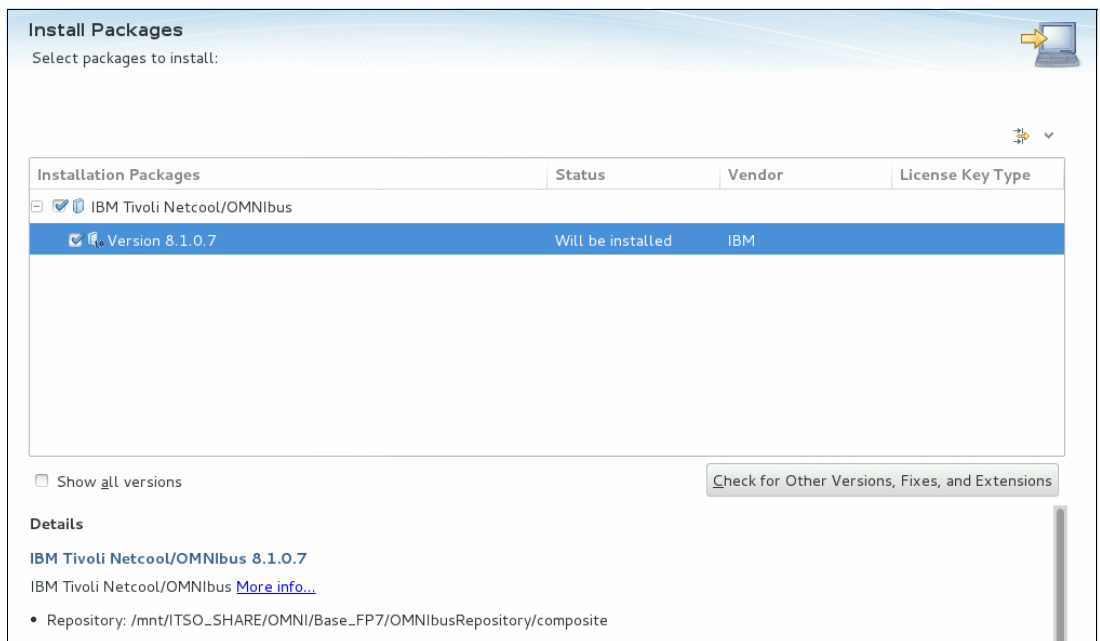 Install Packages
Select packages to install:
Installation Packages Status Vendor License Key Type
IBM Tivoli Netcool/OMNIbus
Version 8.1.0.7 Will be installed IBM
Show all versions Check for Other Versions, Fixes, and Extensions
Details
IBM Tivoli Netcool/OMNIbus 8.1.0.7
IBM Tivoli Netcool/OMNIbus More info...
• Repository: /mnt/ITSO_SHARE/OMNI/Base_FP7/OMNIbusRepository/composite